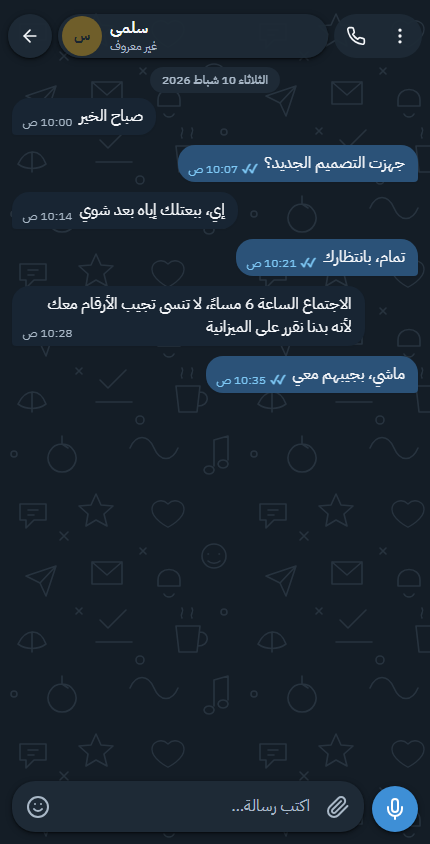 سلمى
س
غير معروف
الثلاثاء 10 شباط 2026
صباح الخير
10:00 ص
جهزت التصميم الجديد؟
10:07 ص
إي، ببعتلك إياه بعد شوي
10:14 ص
تمام، بانتظارك
10:21 ص
الاجتماع الساعة 6 مساءً، لا تنسى تجيب الأرقام معك
لأنه بدنا نقرر على الميزانية
10:28 ص
ماشي، بجيبهم معي
10:35 ص
اكتب رسالة...